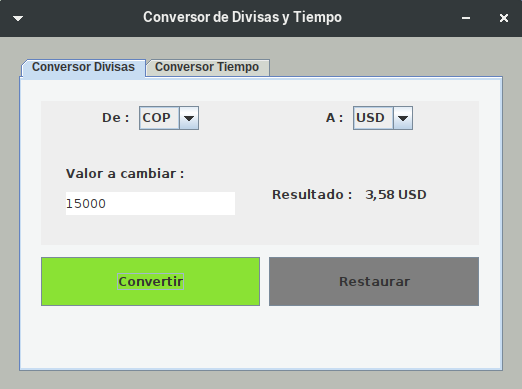 Conversor de Divisas y Tiempo
Conversor Divisas Conversor Tiempo
De : COP A : USD
Valor a cambiar :
15000
Resultado : 3,58 USD
Convertir Restaurar